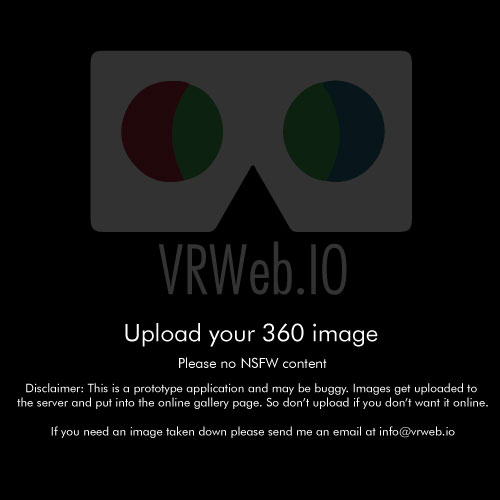 VRWeb.IO
Upload your 360 image
Please no NSFW content
Disclaimer: This is a prototype application and may be buggy. Images get uploaded to
the server and put into the online gallery page. So don't upload if you don't want it online.
If you need an image taken down please send me an email at info@vrweb.io